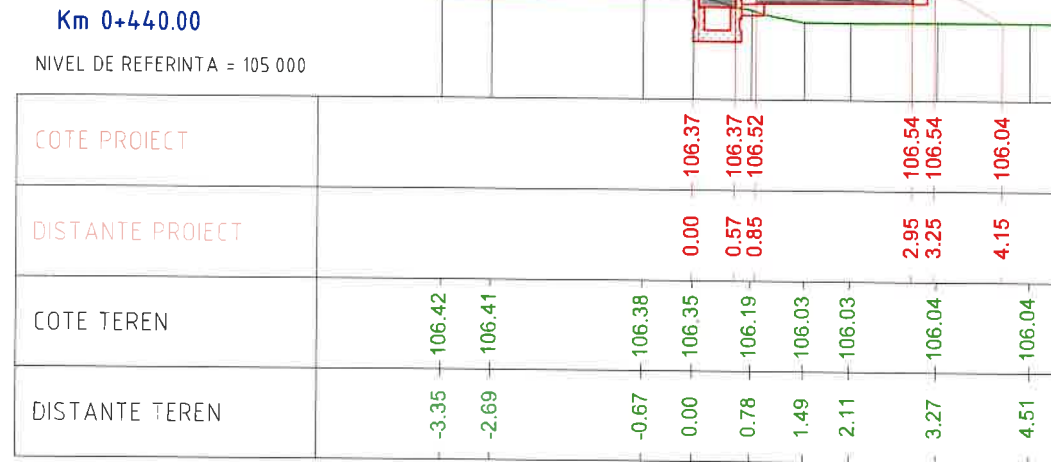 Km 0+440.00
NIVEL DE REFERINTA = 105 000
COTE PROIECT 106.37 106.37 106.52 106.54 106.54 106.04
DISTANTE PROIECT 0.00 0.57 0.85 2.95 3.25 4.15
COTE TEREN 106.42 106.41 106.38 106.35 106.19 106.03 106.03 106.04 106.04
DISTANTE TEREN -3.35 -2.69 -0.67 0.00 0.78 1.49 2.11 3.27 4.51